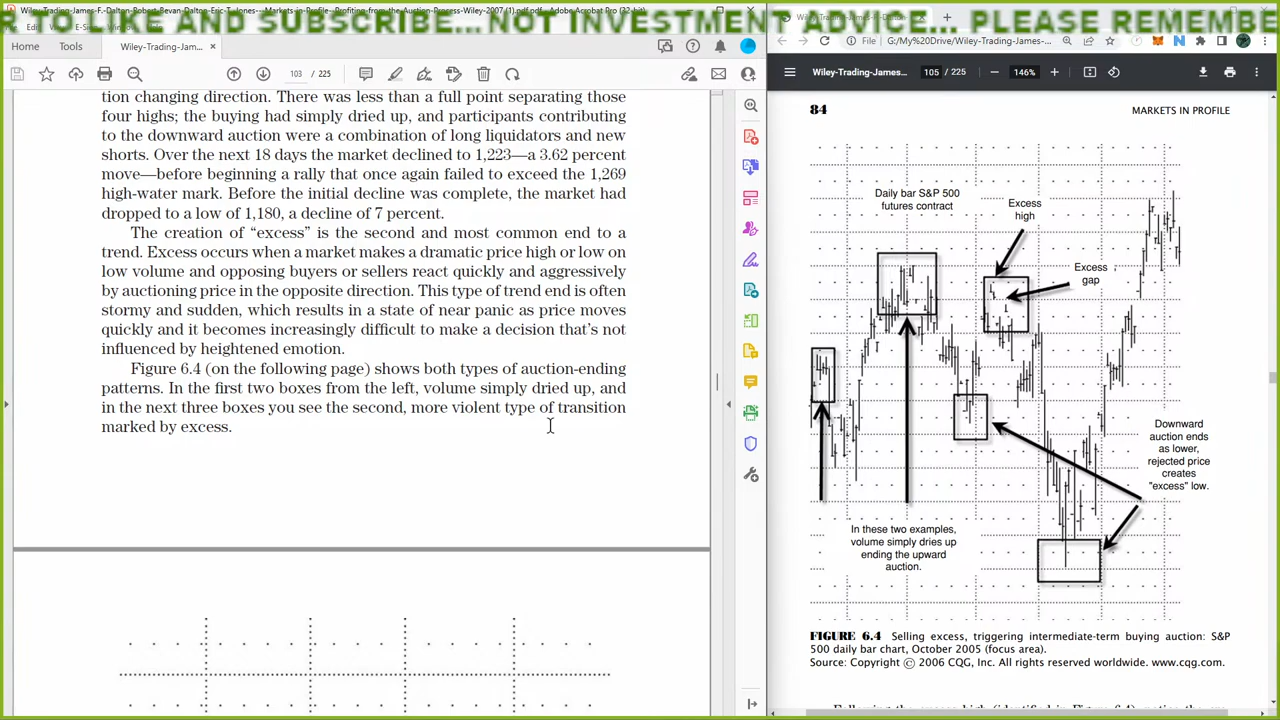 FOLLOW AND SUBSCRIBE... NOT INVESTMENT ADVICE... PLEASE REMEMBER
Home
Tools
Wiley-Trading-Jam...
×
103 / 225
tion changing direction. There was less than a full point separating those
four highs; the buying had simply dried up, and participants contributing
to the downward auction were a combination of long liquidators and new
shorts. Over the next 18 days the market declined to 1,223—a 3.62 percent
move—before beginning a rally that once again failed to exceed the 1,269
high-water mark. Before the initial decline was complete, the market had
dropped to a low of 1,180, a decline of 7 percent.
The creation of “excess” is the second and most common end to a
trend. Excess occurs when a market makes a dramatic price high or low on
low volume and opposing buyers or sellers react quickly and aggressively
by auctioning price in the opposite direction. This type of trend end is often
stormy and sudden, which results in a state of near panic as price moves
quickly and it becomes increasingly difficult to make a decision that’s not
influenced by heightened emotion.
Figure 6.4 (on the following page) shows both types of auction-ending
patterns. In the first two boxes from the left, volume simply dried up, and
in the next three boxes you see the second, more violent type of transition
marked by excess.
File
G:/My%20Drive/Wiley-Trading-James-...
Wiley-Trading-James...
105 / 225
146%
84
MARKETS IN PROFILE
Daily bar S&P 500
futures contract
Excess
high
Excess
gap
Downward
auction ends
as lower,
rejected price
creates
"excess" low.
In these two examples,
volume simply dries up
ending the upward
auction.
FIGURE 6.4 Selling excess, triggering intermediate-term buying auction: S&P
500 daily bar chart, October 2005 (focus area).
Source: Copyright © 2006 CQG, Inc. All rights reserved worldwide. www.cqg.com.